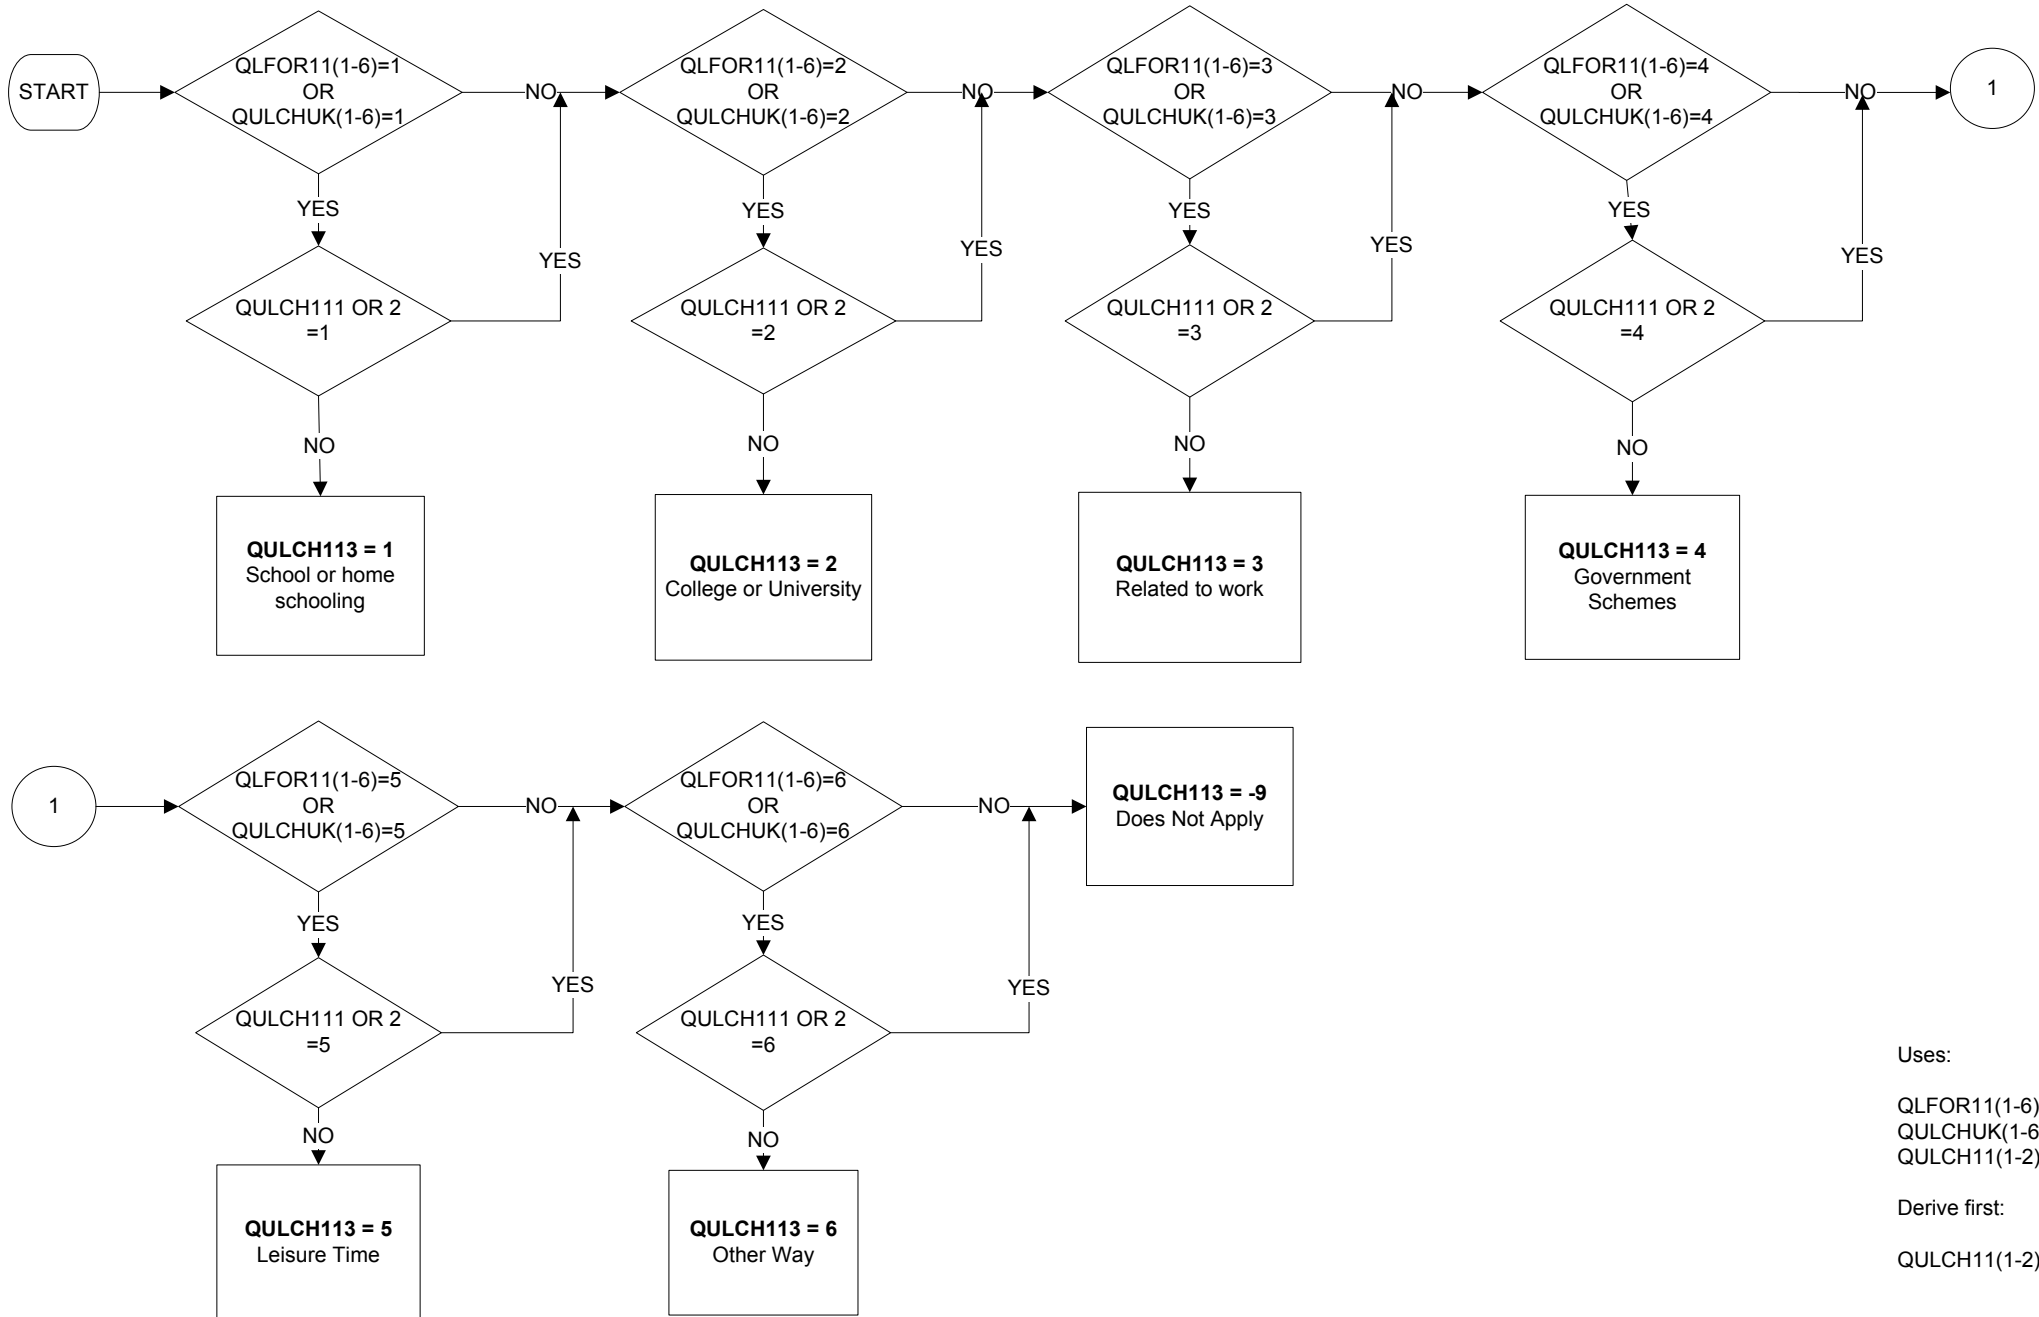 START
QLFOR11(1-6)=1
OR
QULCHUK(1-6)=1
NO
QLFOR11(1-6)=2
OR
QULCHUK(1-6)=2
NO
QLFOR11(1-6)=3
OR
QULCHUK(1-6)=3
NO
QLFOR11(1-6)=4
OR
QULCHUK(1-6)=4
NO
1
YES
YES
YES
YES
YES
YES
YES
YES
QULCH111 OR 2
=1
QULCH111 OR 2
=2
QULCH111 OR 2
=3
QULCH111 OR 2
=4
NO
NO
NO
NO
QULCH113 = 1
School or home
schooling
QULCH113 = 2
College or University
QULCH113 = 3
Related to work
QULCH113 = 4
Government
Schemes
1
QLFOR11(1-6)=5
OR
QULCHUK(1-6)=5
NO
QLFOR11(1-6)=6
OR
QULCHUK(1-6)=6
NO
QULCH113 = -9
Does Not Apply
YES
YES
YES
YES
QULCH111 OR 2
=5
QULCH111 OR 2
=6
NO
NO
QULCH113 = 5
Leisure Time
QULCH113 = 6
Other Way
Uses:
QLFOR11(1-6)
QULCHUK(1-6
QULCH11(1-2)
Derive first:
QULCH11(1-2)